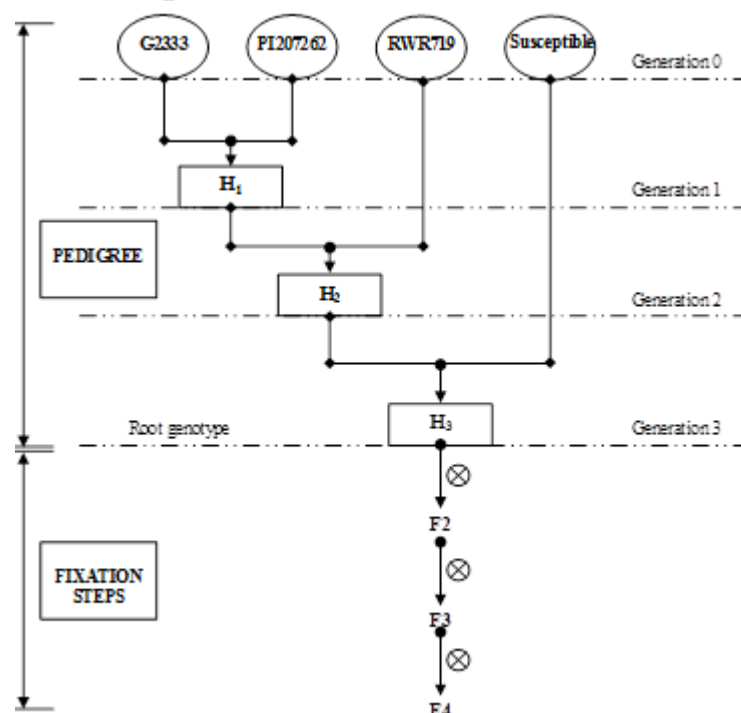 G2333 PI207262 RWR719 Susceptible
Generation 0
H₁
Generation 1
PEDIGREE
H₂
Generation 2
H₃
Root genotype
Generation 3
F2
FIXATION
STEPS
F3
F4